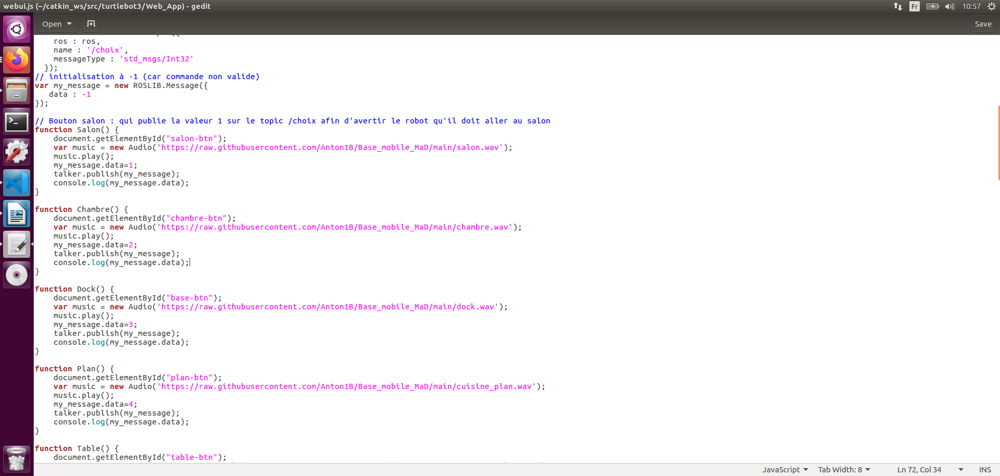 webui.js (~/catkin_ws/src/turtlebot3/Web_App) - gedit
Fr
10:57
Open
Save
    ros : ros,
    name : '/choix',
    messageType : 'std_msgs/Int32'
  });
// initialisation à -1 (car commande non valide)
var my_message = new ROSLIB.Message({
   data : -1
});
// Bouton salon : qui publie la valeur 1 sur le topic /choix afin d'avertir le robot qu'il doit aller au salon
function Salon() {
    document.getElementById("salon-btn");
    var music = new Audio('https://raw.githubusercontent.com/Anton1B/Base_mobile_MaD/main/salon.wav');
    music.play();
    my_message.data=1;
    talker.publish(my_message);
    console.log(my_message.data);
}
function Chambre() {
    document.getElementById("chambre-btn");
    var music = new Audio('https://raw.githubusercontent.com/Anton1B/Base_mobile_MaD/main/chambre.wav');
    music.play();
    my_message.data=2;
    talker.publish(my_message);
    console.log(my_message.data);
}
function Dock() {
    document.getElementById("base-btn");
    var music = new Audio('https://raw.githubusercontent.com/Anton1B/Base_mobile_MaD/main/dock.wav');
    music.play();
    my_message.data=3;
    talker.publish(my_message);
    console.log(my_message.data);
}
function Plan() {
    document.getElementById("plan-btn");
    var music = new Audio('https://raw.githubusercontent.com/Anton1B/Base_mobile_MaD/main/cuisine_plan.wav');
    music.play();
    my_message.data=4;
    talker.publish(my_message);
    console.log(my_message.data);
}
function Table() {
    document.getElementById("table-btn");
JavaScript
Tab Width: 8
Ln 72, Col 34
INS